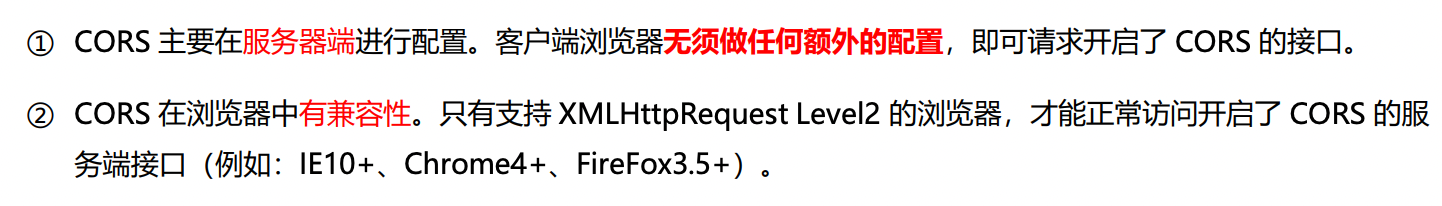 ① CORS 主要在服务器端进行配置。客户端浏览器无须做任何额外的配置，即可请求开启了 CORS 的接口。
② CORS 在浏览器中有兼容性。只有支持 XMLHttpRequest Level2 的浏览器，才能正常访问开启了 CORS 的服
务端接口（例如：IE10+、Chrome4+、FireFox3.5+）。